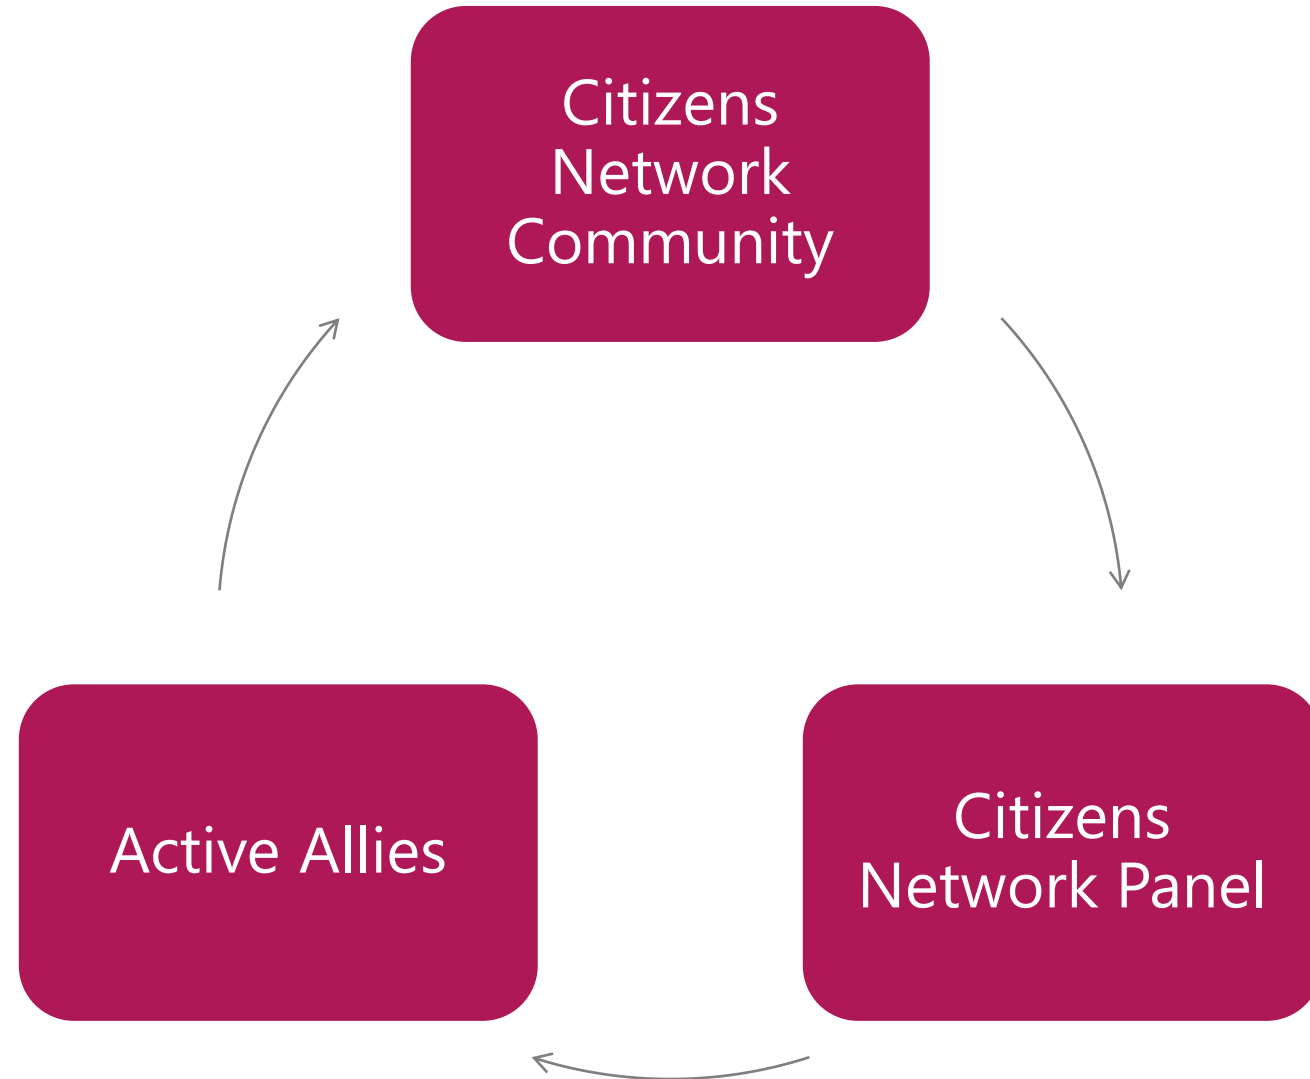 Citizens
Network
Community
Active Allies
Citizens
Network Panel